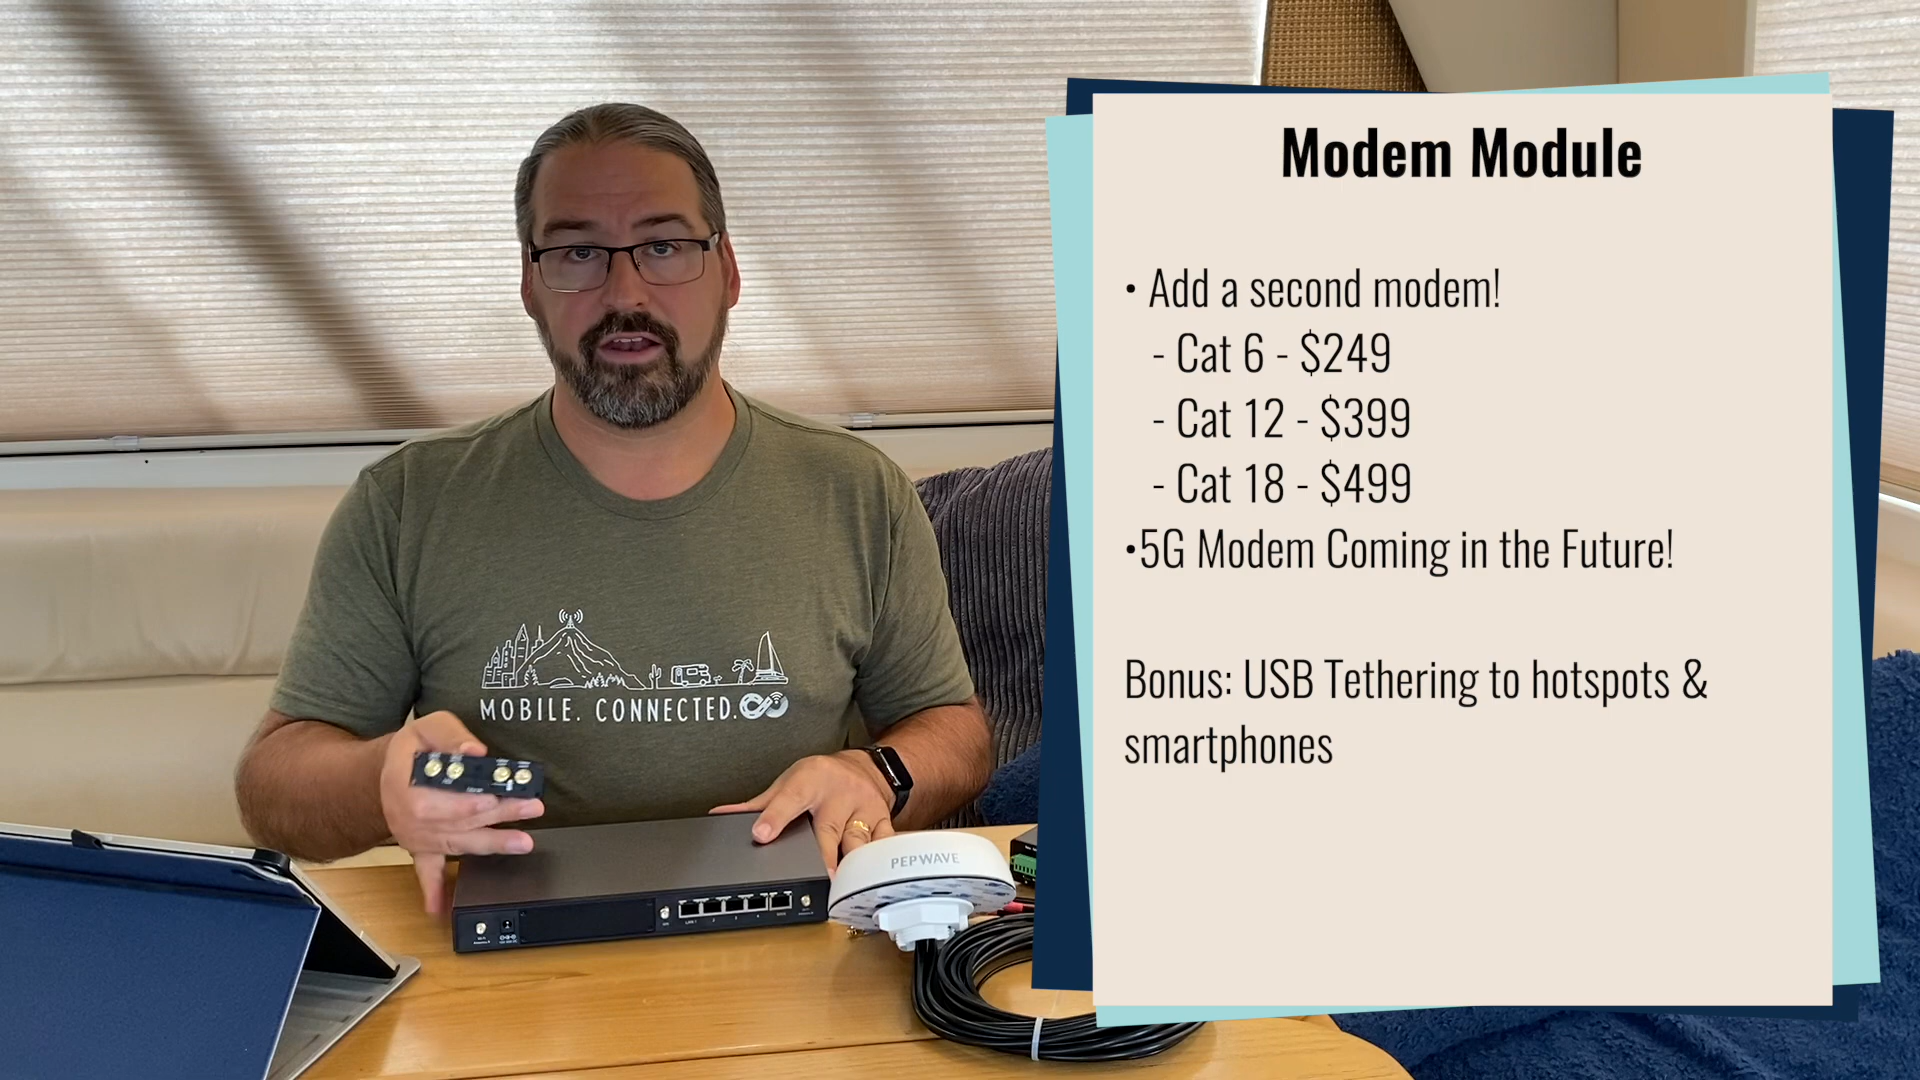 Modem Module
• Add a second modem!
- Cat 6 - $249
- Cat 12 - $399
- Cat 18 - $499
•5G Modem Coming in the Future!
Bonus: USB Tethering to hotspots &
smartphones
MOBILE. CONNECTED.
PEPWAVE